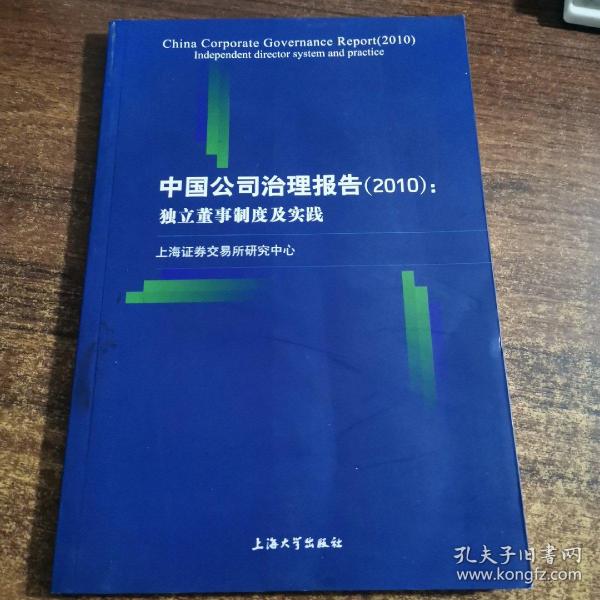 China Corporate Governance Report(2010)
Independent director system and practice
中国公司治理报告(2010)：
独立董事制度及实践
上海证券交易所研究中心
上海大学出版社
孔夫子旧书网
www.kongfz.com